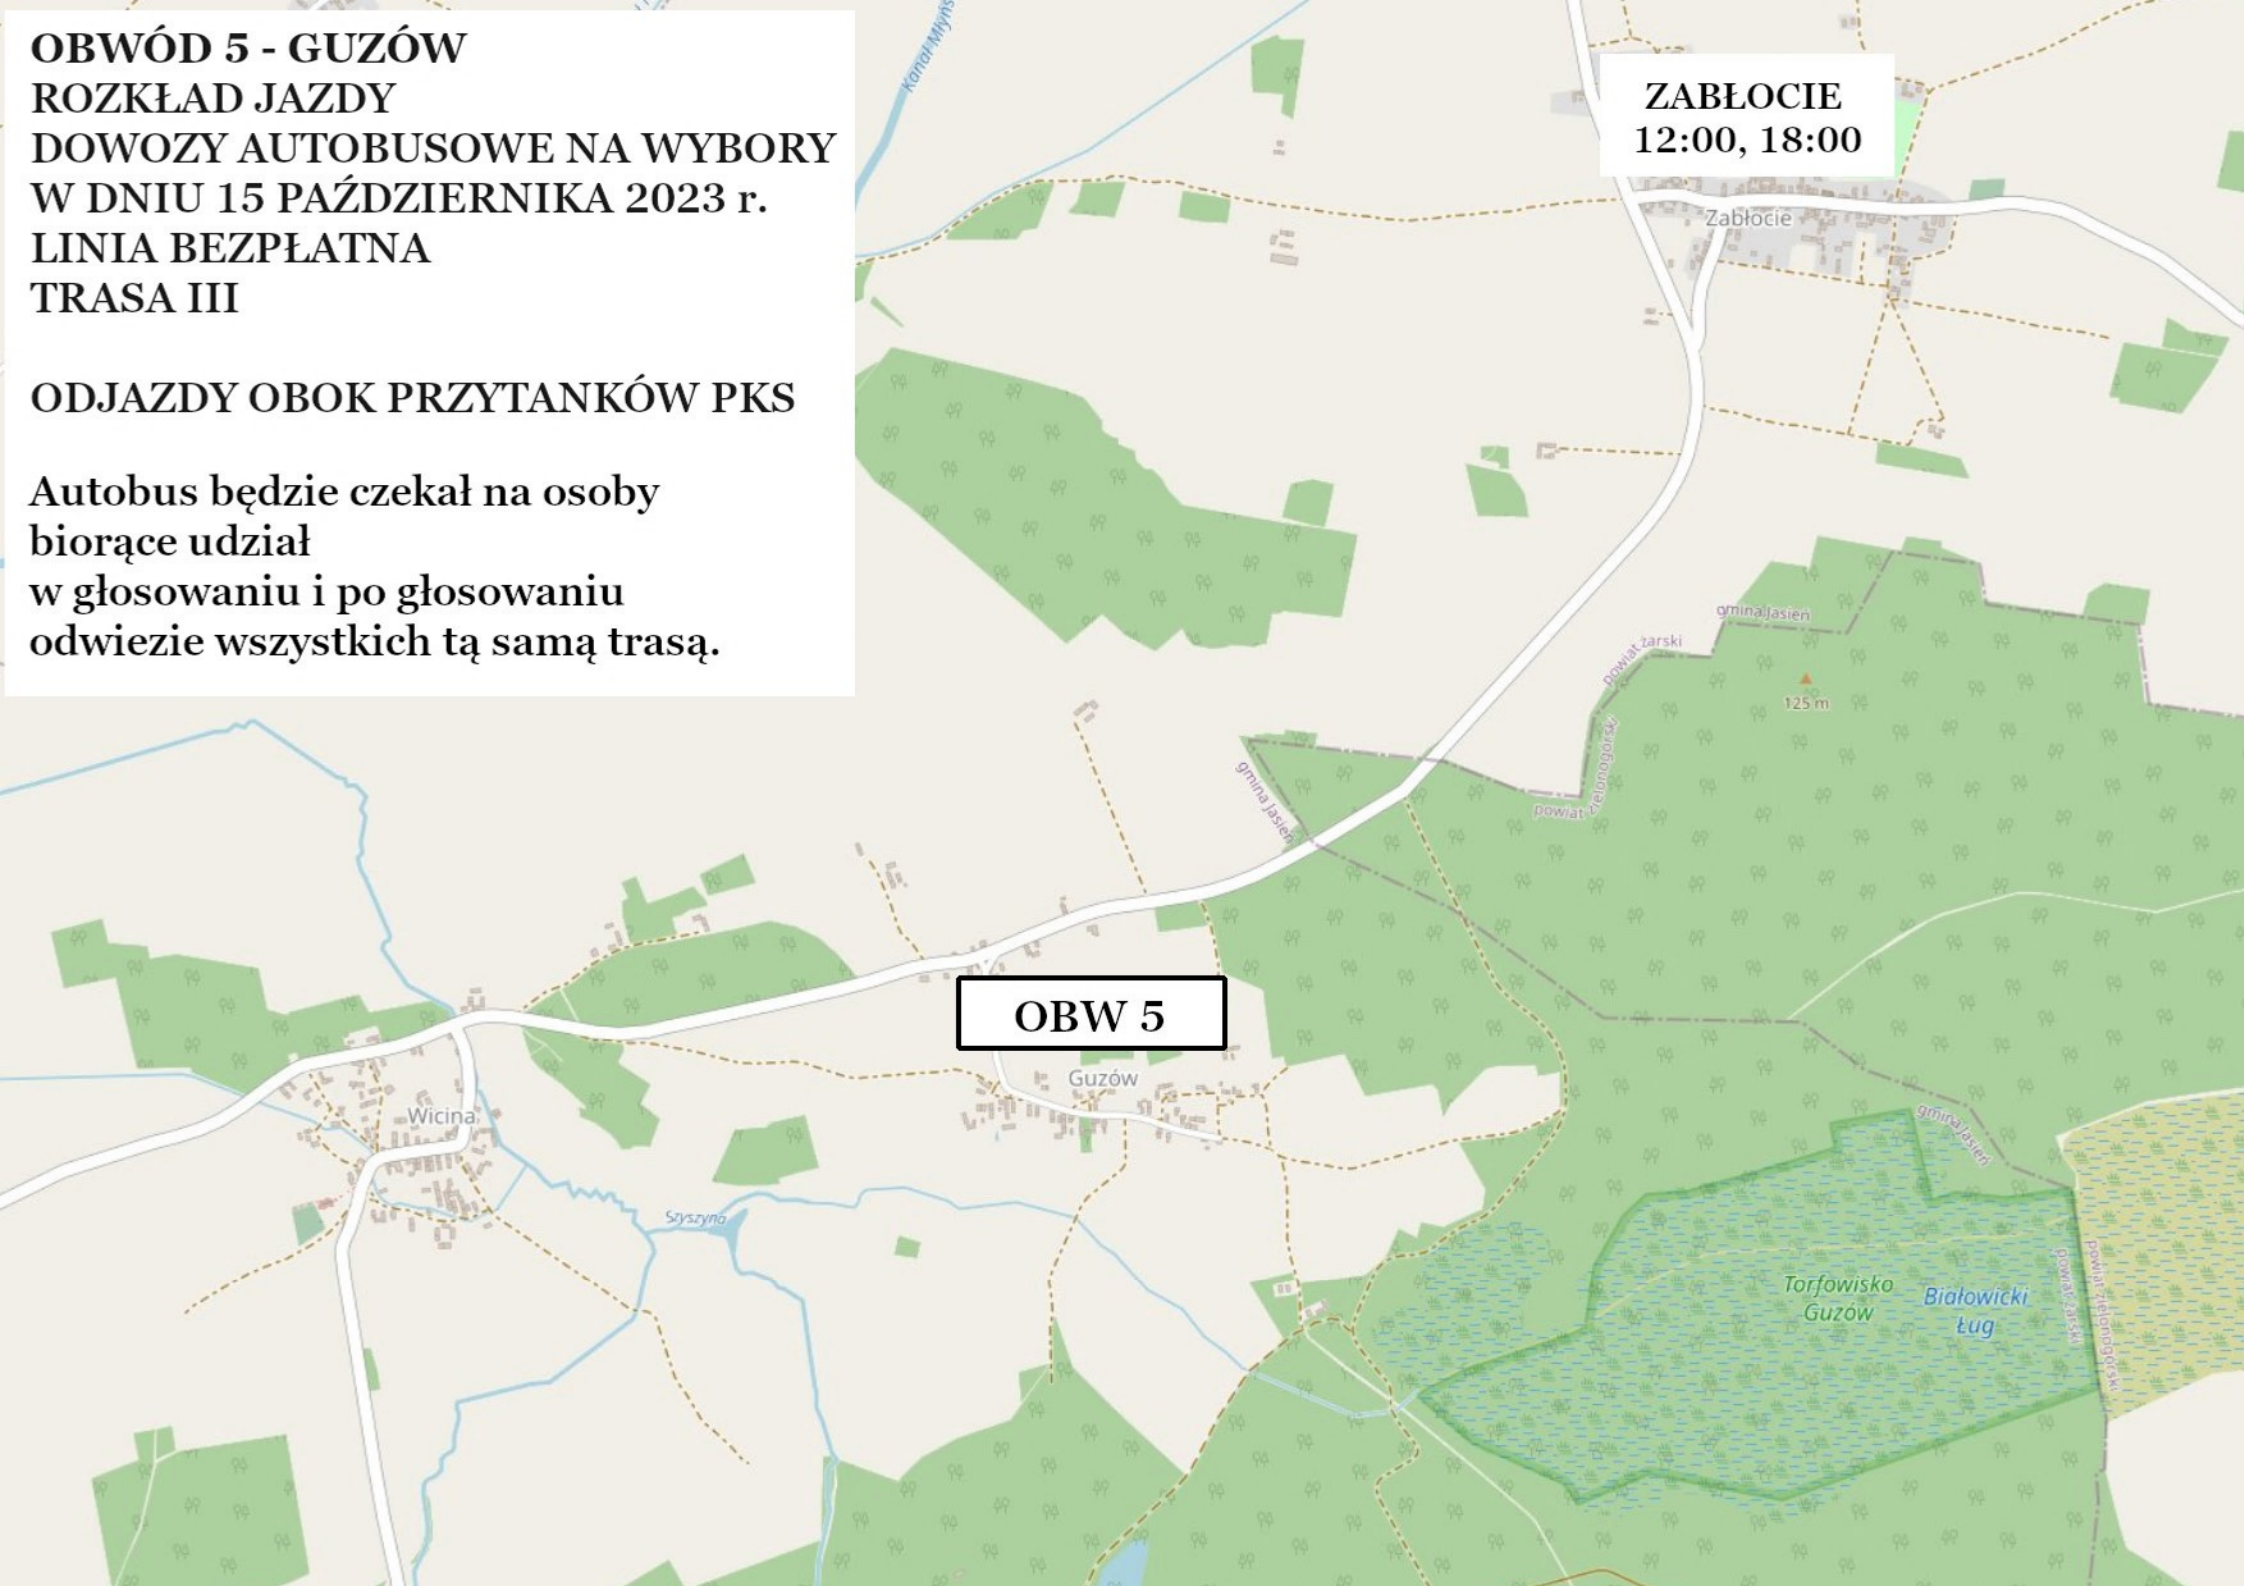 OBWÓD 5 - GUZÓW
ROZKŁAD JAZDY
DOWOZY AUTOBUSOWE NA WYBORY
W DNIU 15 PAŹDZIERNIKA 2023 r.
LINIA BEZPŁATNA
TRASA III
ODJAZDY OBOK PRZYTANKÓW PKS
Autobus będzie czekał na osoby
biorące udział
w głosowaniu i po głosowaniu
odwiezie wszystkich tą samą trasą.
Kanał Młyńs
ZABŁOCIE
12:00, 18:00
Zabłocie
gmina Jasień
powiat żarski
125 m
powiat zielonogórski
gmina Jasień
OBW 5
Guzów
Wicina
gmina Jasień
Szyszyna
Torfowisko
Guzów
Białowicki
Ług
powiat żarski
powiat zielonogórski